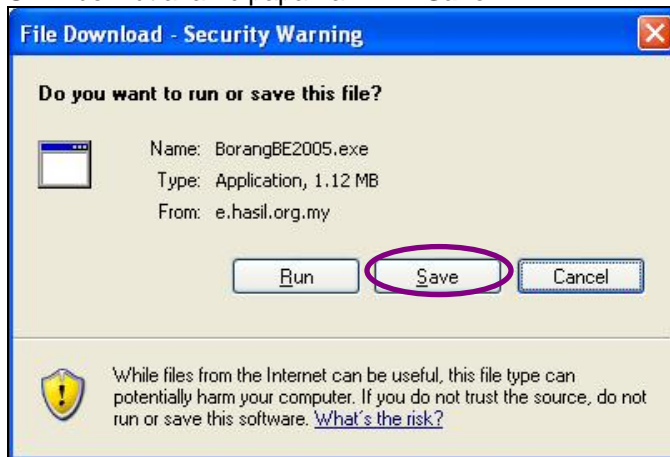 File Download - Security Warning
Do you want to run or save this file?
Name: BorangBE2005.exe
Type: Application, 1.12 MB
From: e.hasil.org.my
Run Save Cancel
While files from the Internet can be useful, this file type can
potentially harm your computer. If you do not trust the source, do not
run or save this software. What's the risk?